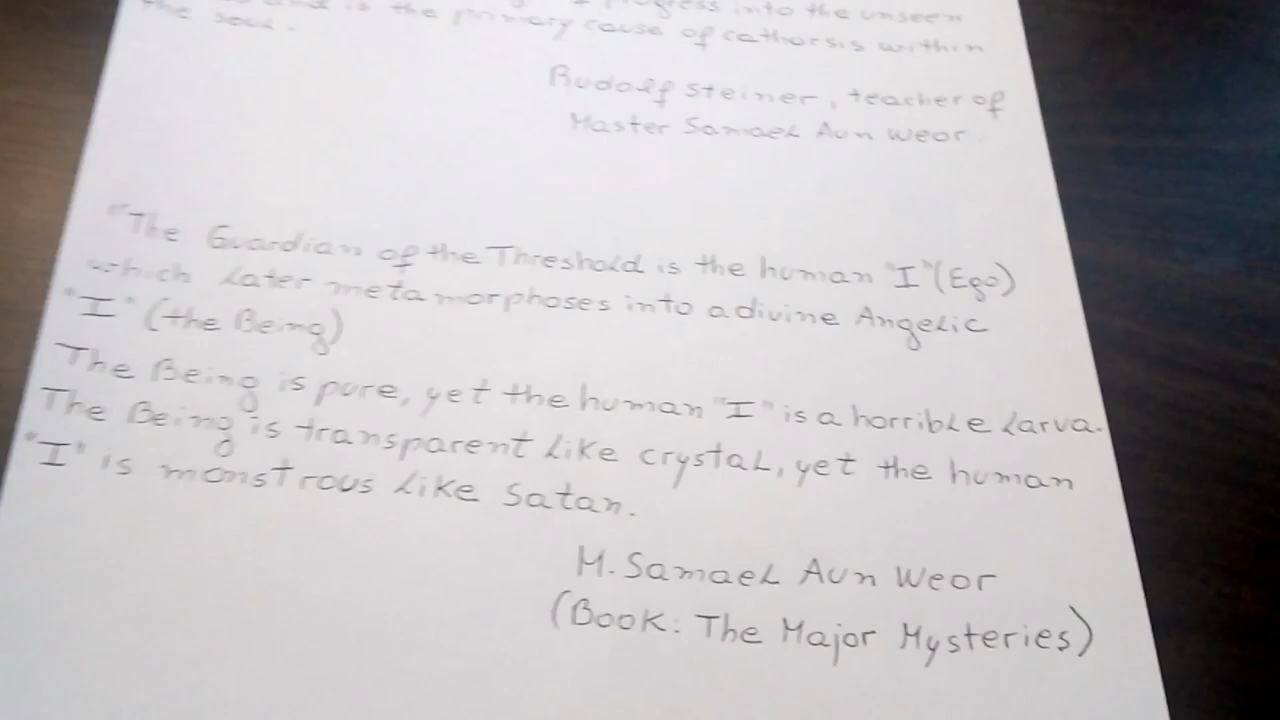 progress into the unseen
is the primary cause of catharsis within
the soul.
Rudolf Steiner, teacher of
Master Samael Aun Weor.
"The Guardian of the Threshold is the human "I"(Ego)
which later metamorphoses into a divine Angelic
"I" (the Being)
The Being is pure, yet the human "I" is a horrible larva.
The Being is transparent like crystal, yet the human
"I" is monstrous like Satan.
M. Samael Aun Weor
(Book: The Major Mysteries)